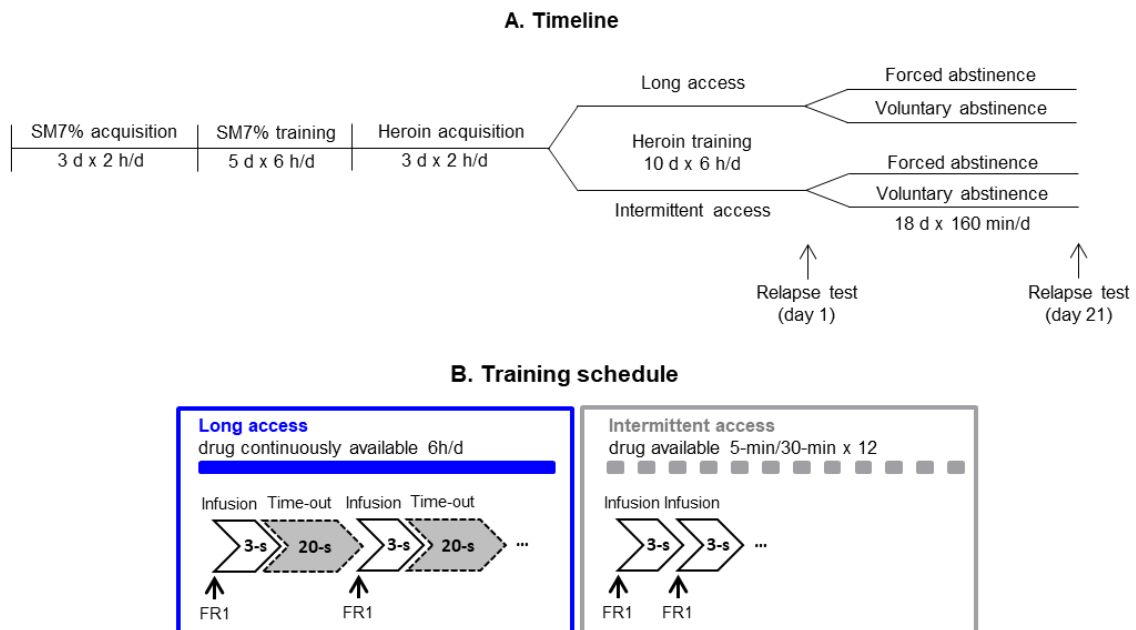 A. Timeline
SM7% acquisition
3 d x 2 h/d
SM7% training
5 d x 6 h/d
Heroin acquisition
3 d x 2 h/d
Long access
Heroin training
10 d x 6 h/d
Intermittent access
Forced abstinence
Voluntary abstinence
Forced abstinence
Voluntary abstinence
18 d x 160 min/d
Relapse test
(day 1)
Relapse test
(day 21)
B. Training schedule
Long access
drug continuously available 6h/d
Infusion Time-out Infusion Time-out
3-s 20-s 3-s 20-s ...
FR1 FR1
Intermittent access
drug available 5-min/30-min x 12
Infusion Infusion
3-s 3-s ...
FR1 FR1